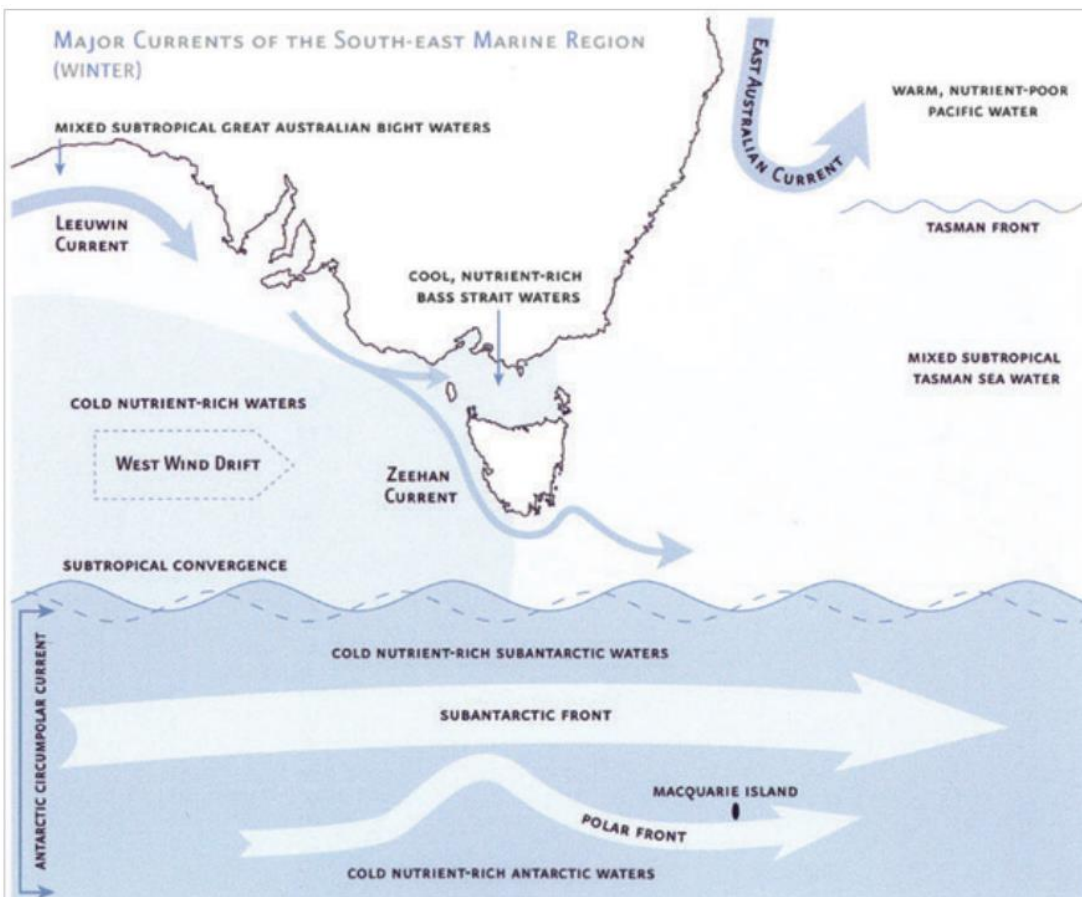 MAJOR CURRENTS OF THE SOUTH-EAST MARINE REGION
(WINTER)
MIXED SUBTROPICAL GREAT AUSTRALIAN BIGHT WATERS
EAST AUSTRALIAN CURRENT
WARM, NUTRIENT-POOR
PACIFIC WATER
LEEUWIN
CURRENT
TASMAN FRONT
COOL, NUTRIENT-RICH
BASS STRAIT WATERS
MIXED SUBTROPICAL
TASMAN SEA WATER
COLD NUTRIENT-RICH WATERS
WEST WIND DRIFT
ZEEHAN
CURRENT
SUBTROPICAL CONVERGENCE
ANTARCTIC CIRCUMPOLAR CURRENT
COLD NUTRIENT-RICH SUBANTARCTIC WATERS
SUBANTARCTIC FRONT
MACQUARIE ISLAND
POLAR FRONT
COLD NUTRIENT-RICH ANTARCTIC WATERS